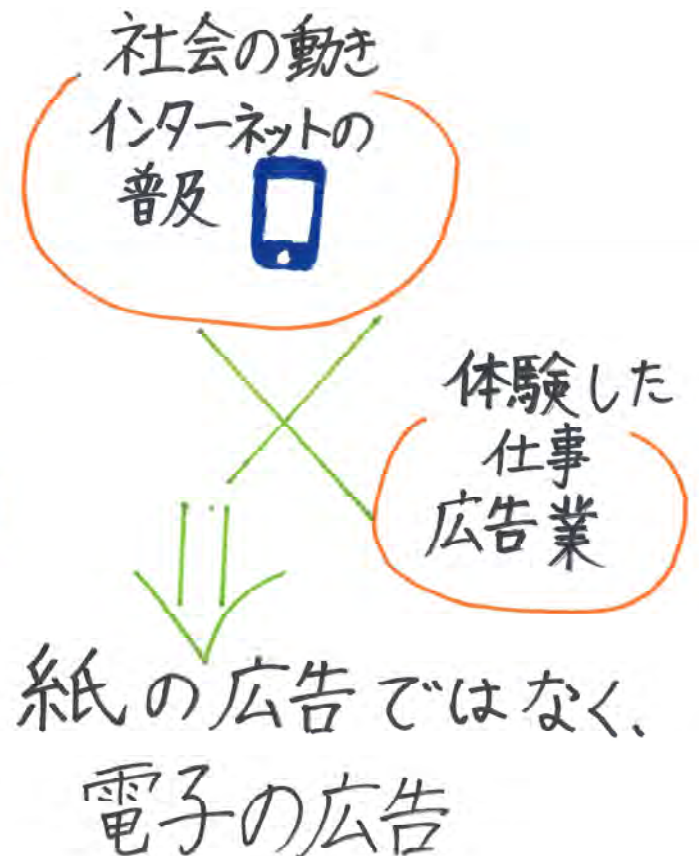 社会の動き
インターネットの
普及
体験した
仕事
広告業
紙の広告ではなく、
電子の広告